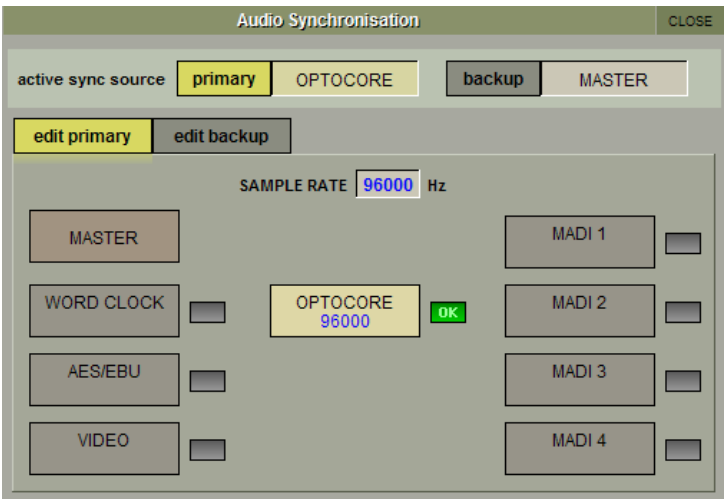 Audio Synchronisation CLOSE
active sync source primary OPTOCORE backup MASTER
edit primary edit backup
SAMPLE RATE 96000 Hz
MASTER MADI 1
WORD CLOCK OPTOCORE OK MADI 2
96000
AES/EBU MADI 3
VIDEO MADI 4